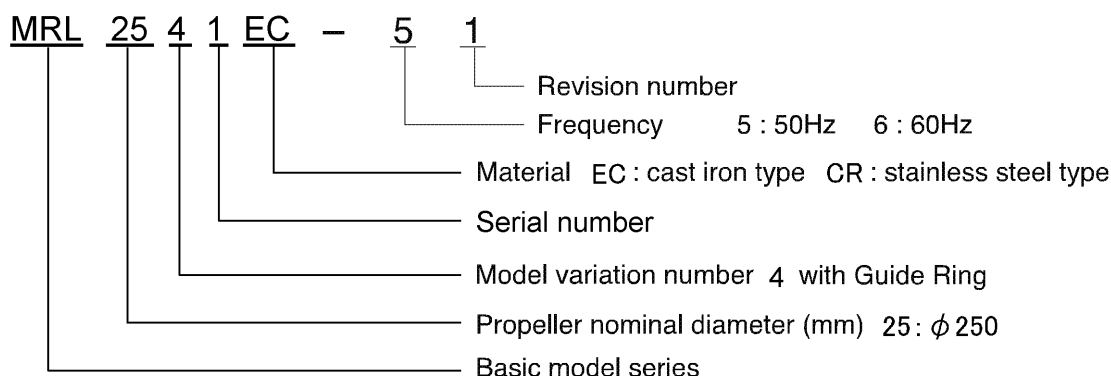 MRL 25 4 1 EC - 5 1
Revision number
Frequency 5 : 50Hz 6 : 60Hz
Material EC : cast iron type CR : stainless steel type
Serial number
Model variation number 4 with Guide Ring
Propeller nominal diameter (mm) 25 : ϕ 250
Basic model series